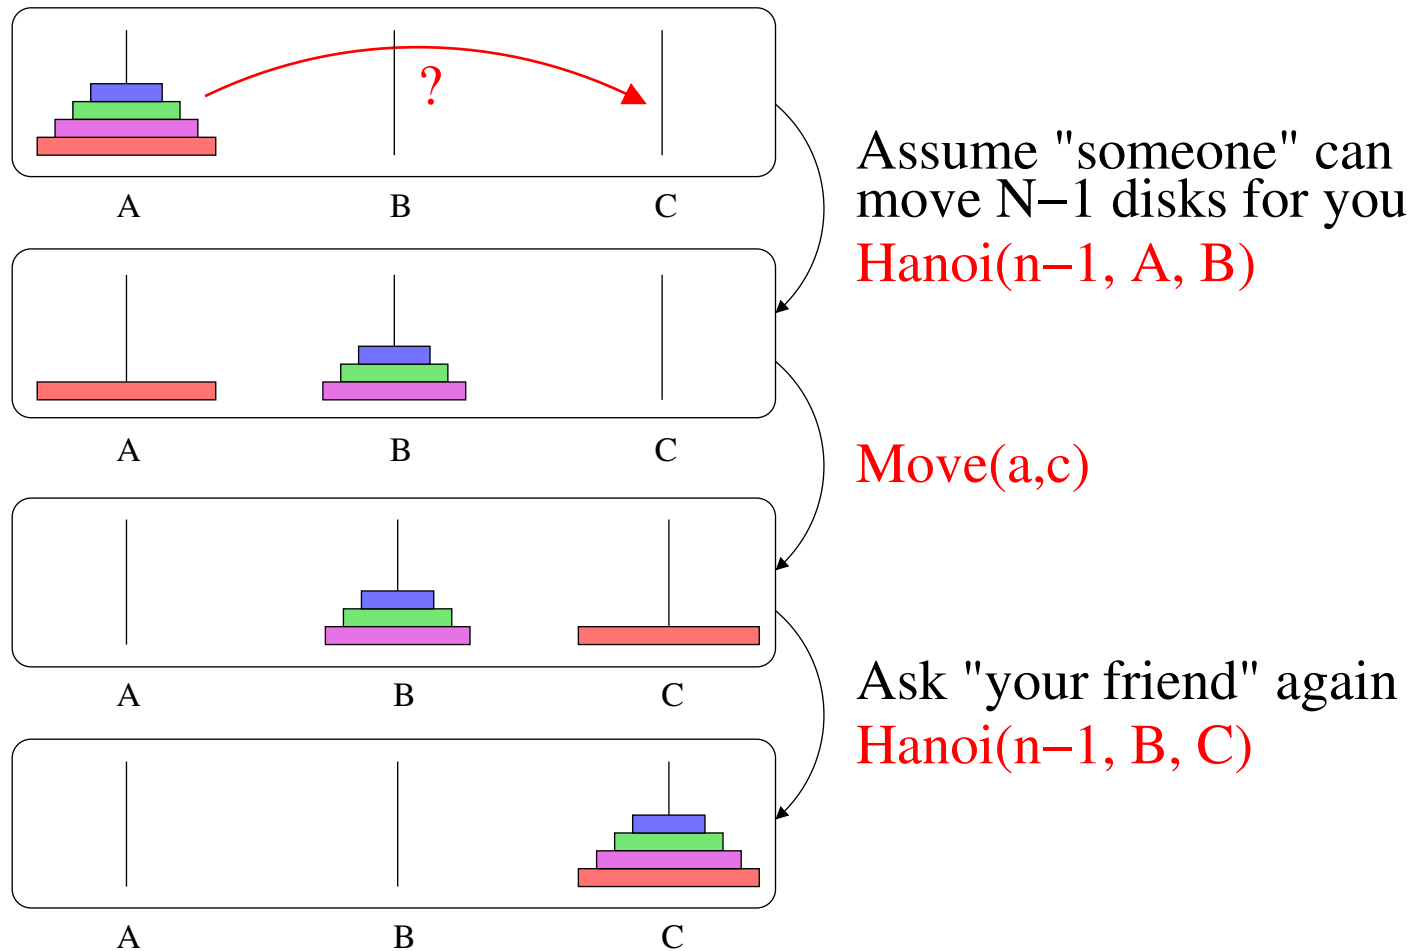 ?
A B C
Assume "someone" can
move N−1 disks for you
Hanoi(n−1, A, B)
A B C
Move(a,c)
A B C
Ask "your friend" again
Hanoi(n−1, B, C)
A B C